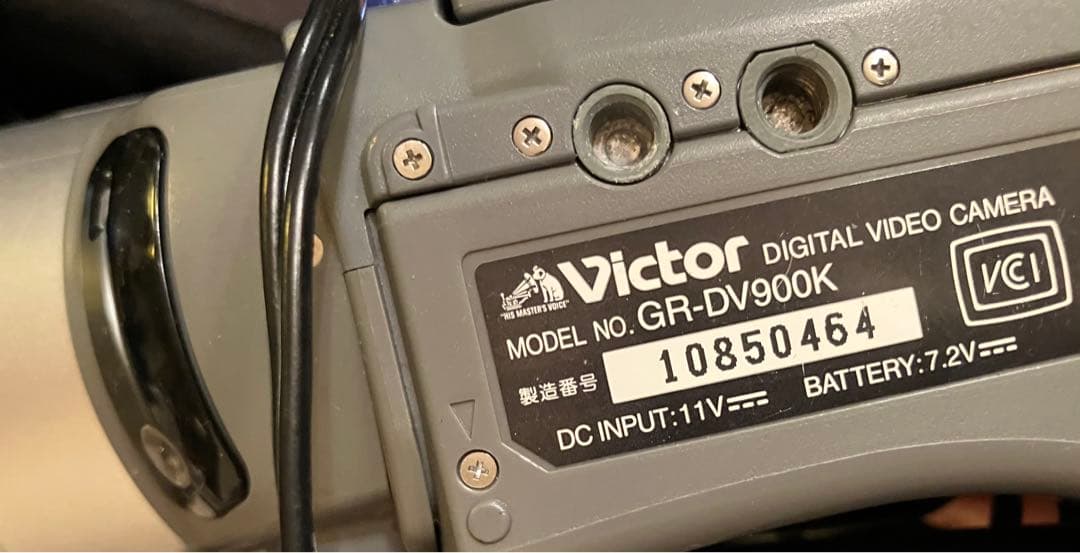 Victor DIGITAL VIDEO CAMERA
"HIS MASTER'S VOICE"
MODEL NO. GR-DV900K
VCCI
製造番号 10850464
DC INPUT:11V
BATTERY:7.2V